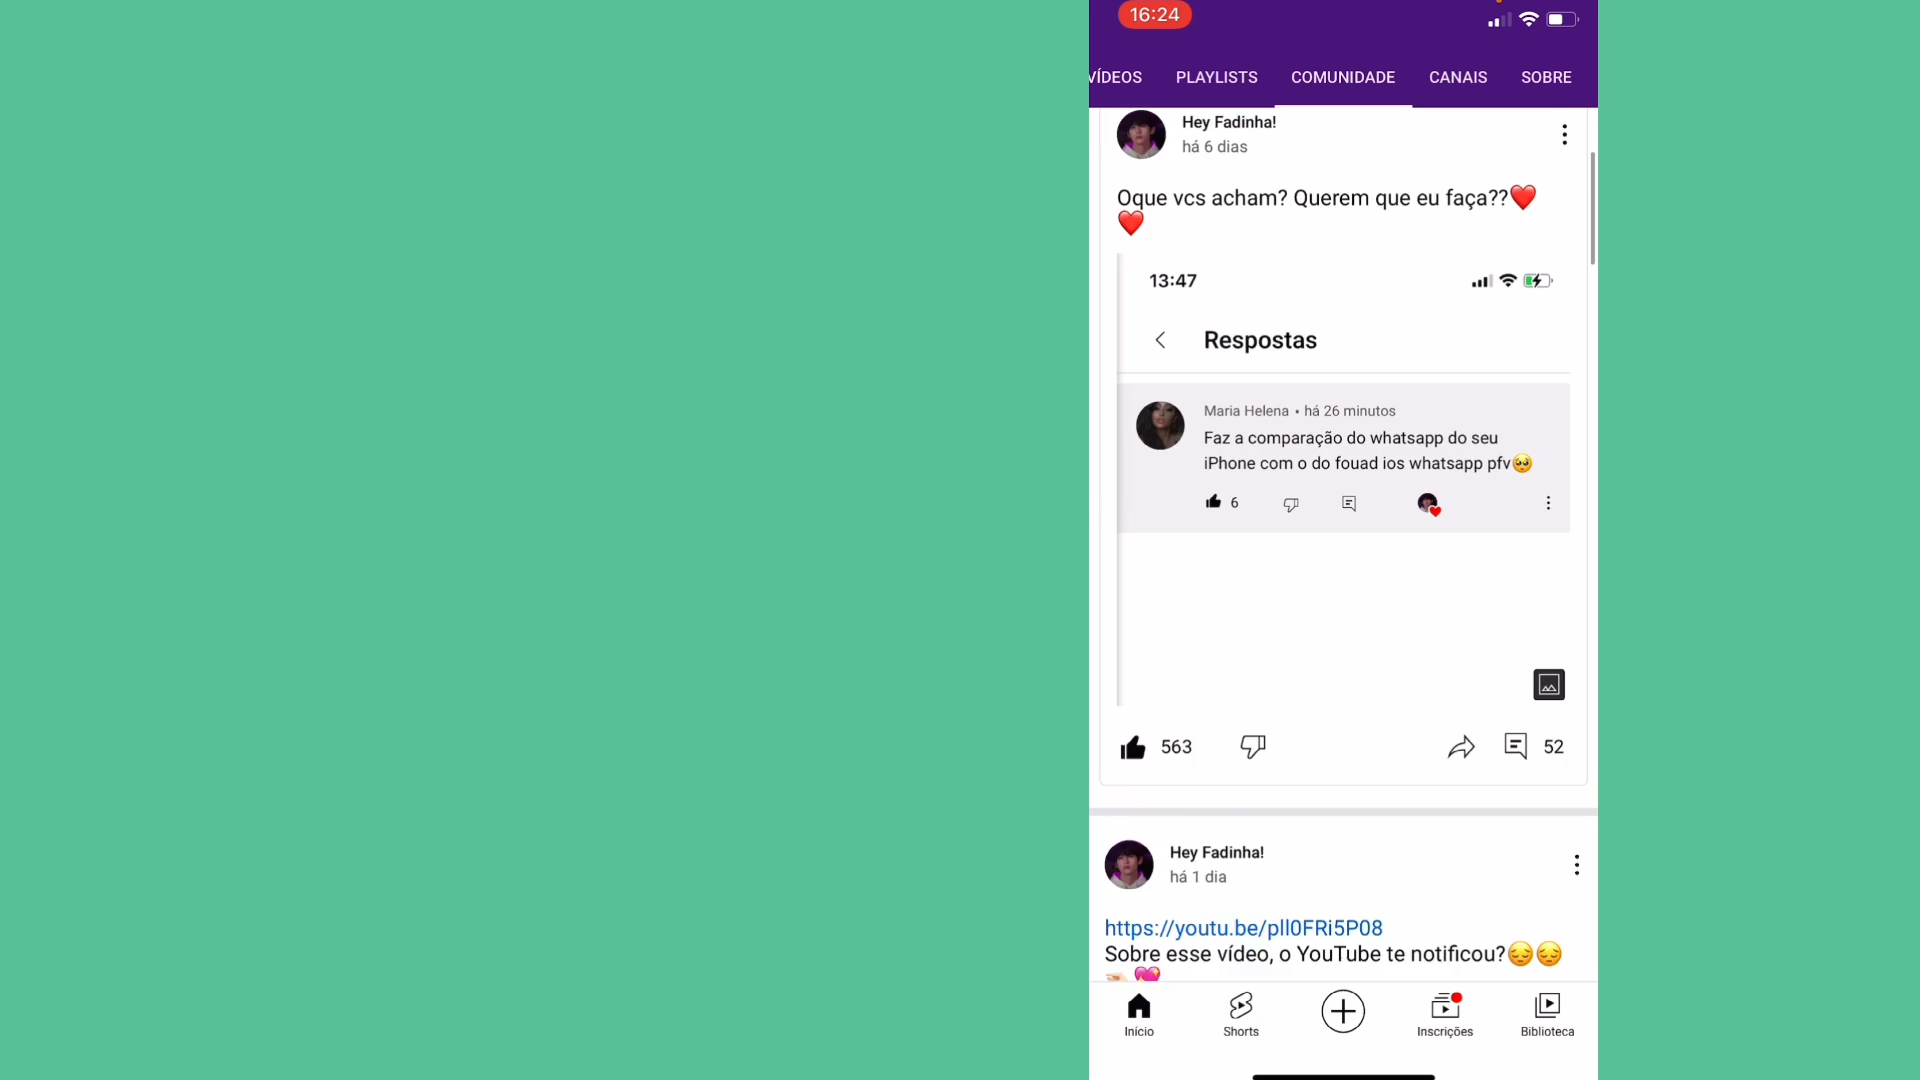 16:24
VÍDEOS PLAYLISTS COMUNIDADE CANAIS SOBRE
Hey Fadinha!
há 6 dias
Oque vcs acham? Querem que eu faça??❤️
❤️
13:47
Respostas
Maria Helena • há 26 minutos
Faz a comparação do whatsapp do seu
iPhone com o do fouad ios whatsapp pfv🥺
6
563 52
Hey Fadinha!
há 1 dia
https://youtu.be/pll0FRi5P08
Sobre esse vídeo, o YouTube te notificou?😔😔
Início Shorts Inscrições Biblioteca